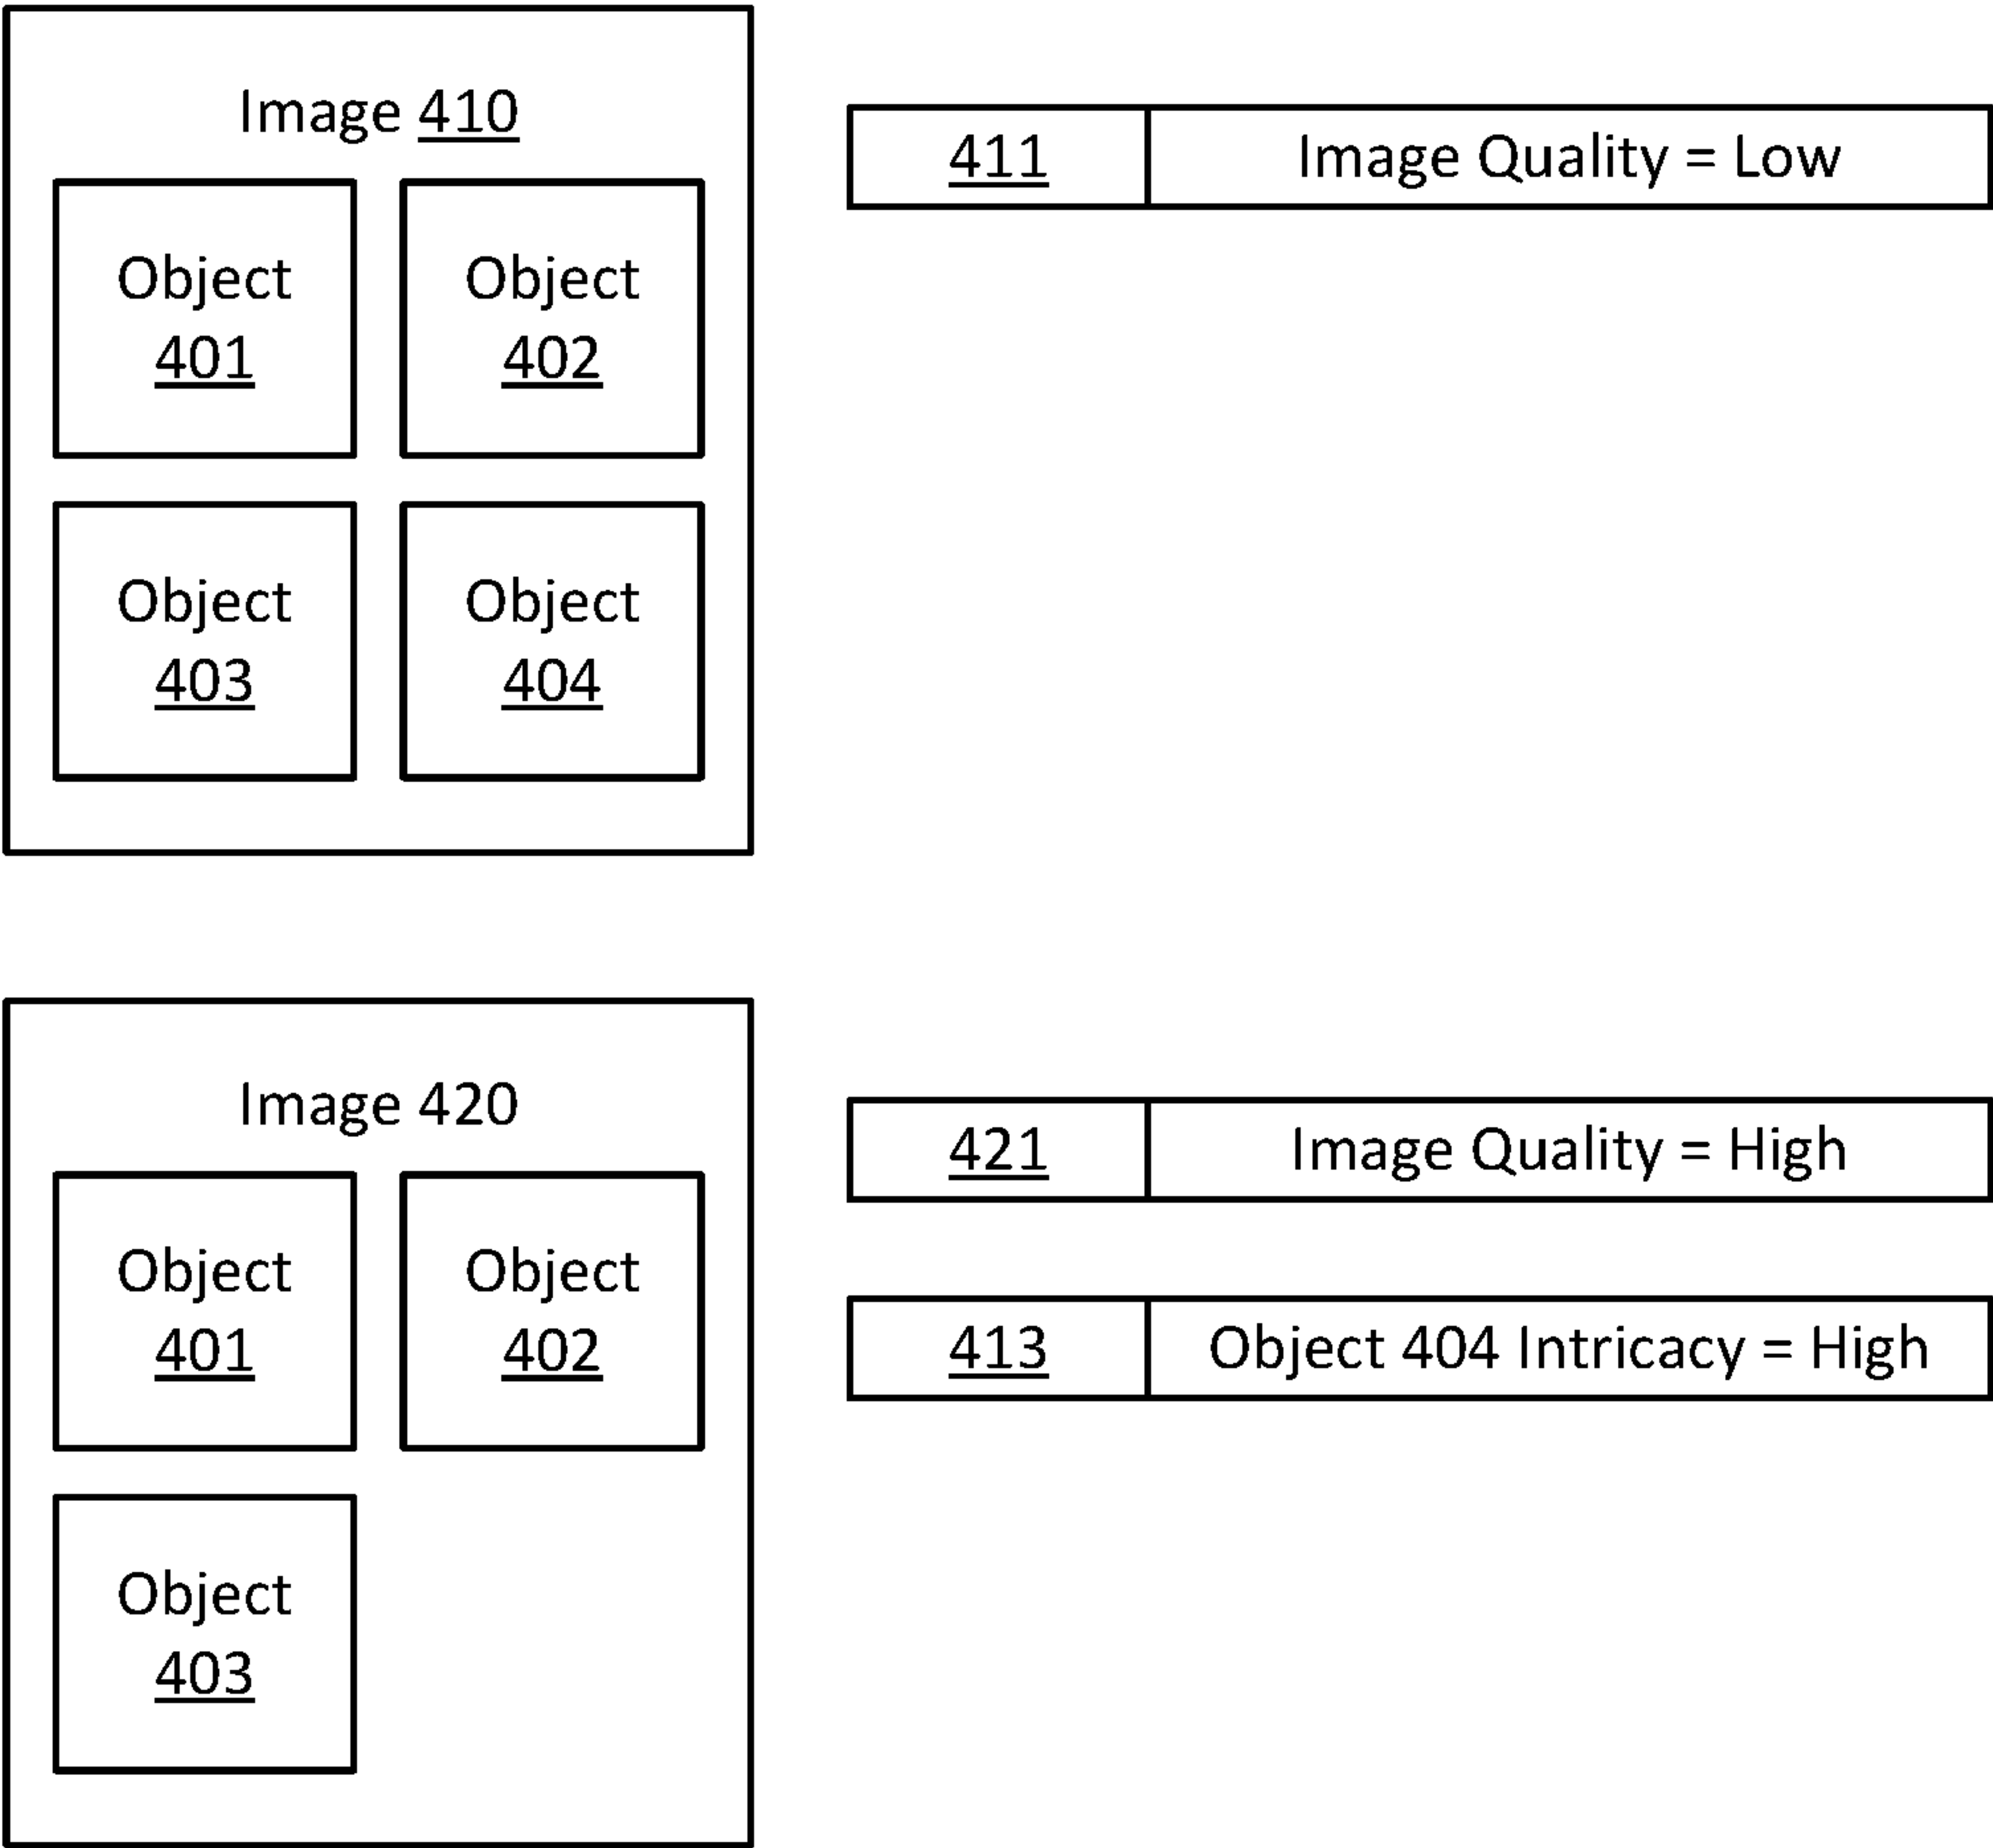 Image 410
411 Image Quality = Low
Object Object
401 402
Object Object
403 404
Image 420
421 Image Quality = High
Object Object
401 402
413 Object 404 Intricacy = High
Object
403